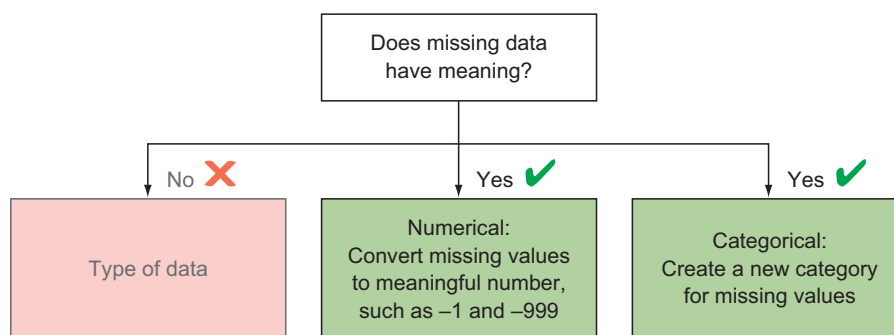 Does missing data
have meaning?
No
Yes
Yes
Type of data
Numerical:
Convert missing values
to meaningful number,
such as –1 and –999
Categorical:
Create a new category
for missing values